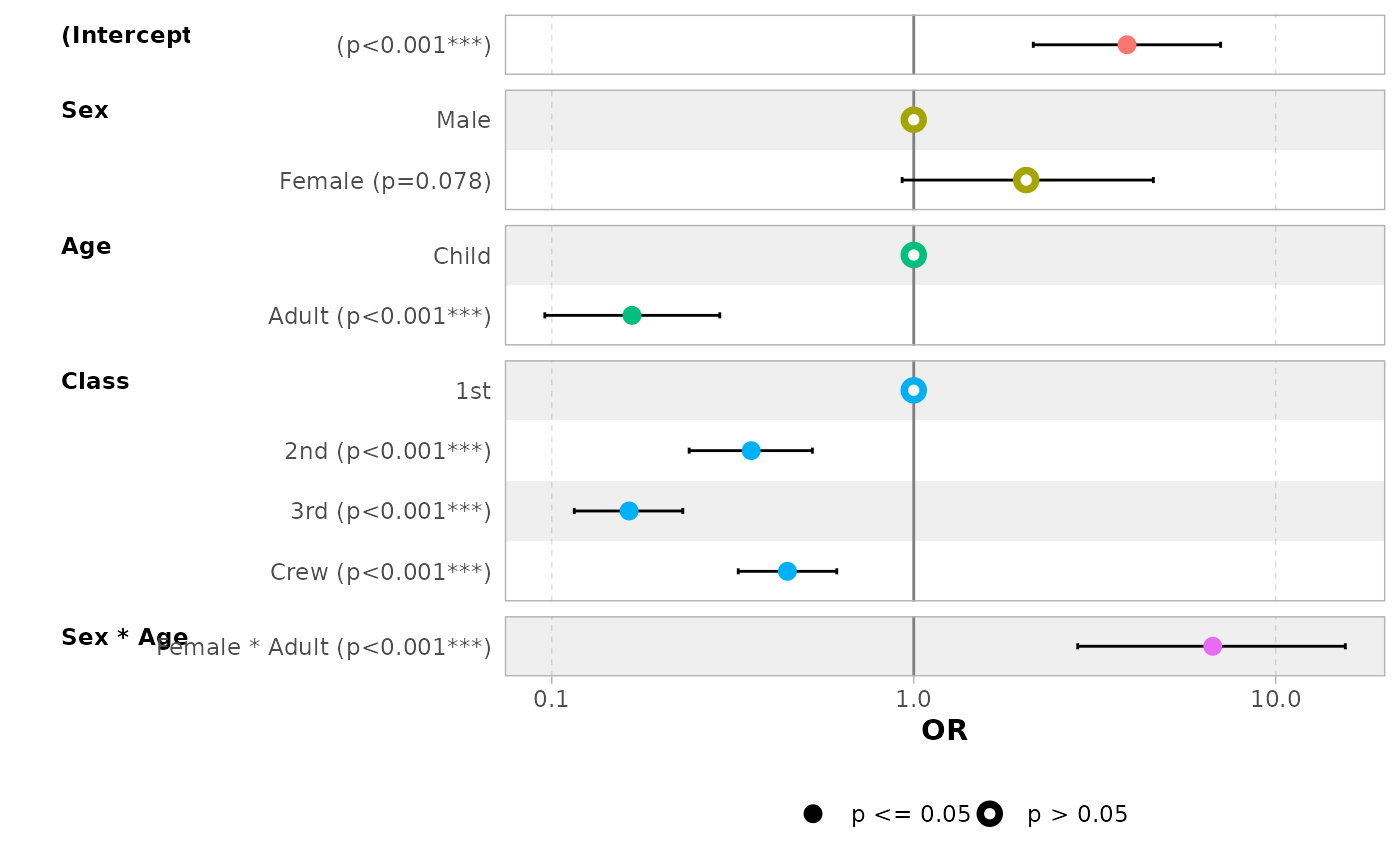 (Intercept
(p<0.001***)
Sex
Male
Female (p=0.078)
Age
Child
Adult (p<0.001***)
Class
1st
2nd (p<0.001***)
3rd (p<0.001***)
Crew (p<0.001***)
Sex * Age
Female * Adult (p<0.001***)
0.1 1.0 10.0
OR
p <= 0.05 p > 0.05